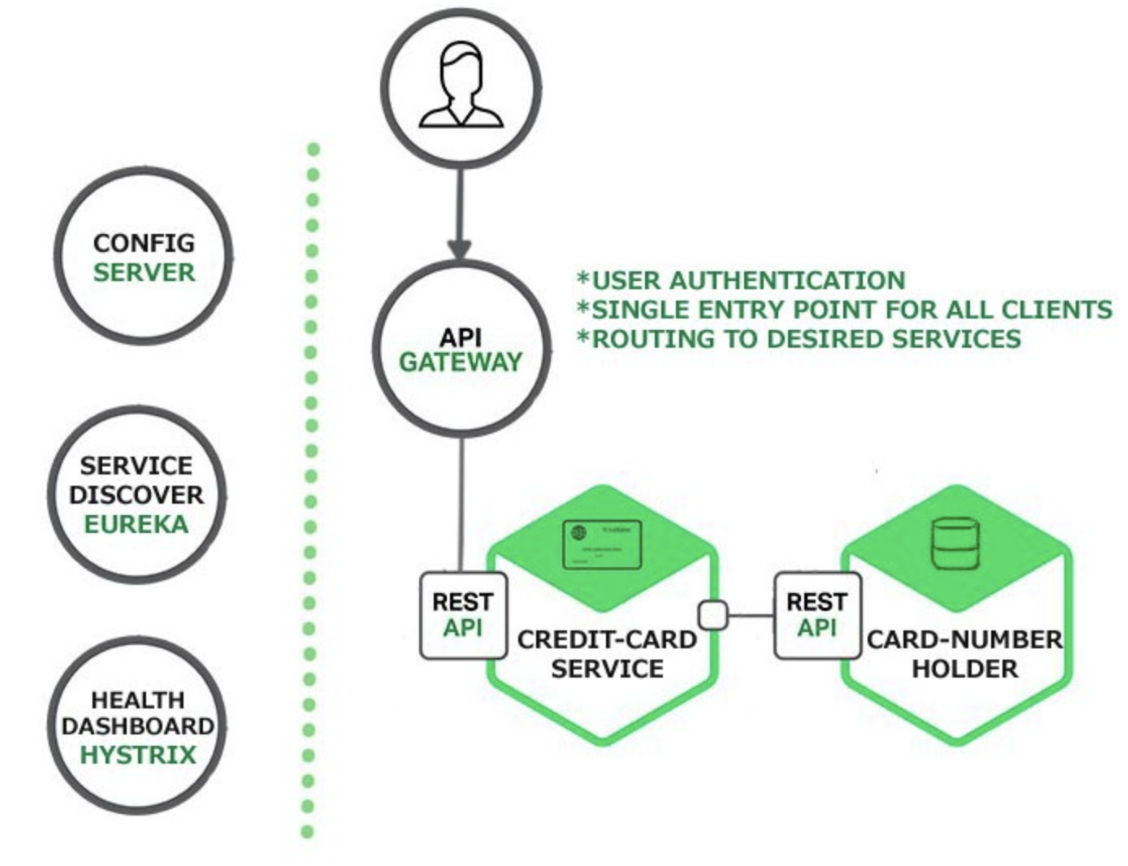 CONFIG
SERVER
SERVICE
DISCOVER
EUREKA
HEALTH
DASHBOARD
HYSTRIX
API
GATEWAY
*USER AUTHENTICATION
*SINGLE ENTRY POINT FOR ALL CLIENTS
*ROUTING TO DESIRED SERVICES
REST
API
CREDIT-CARD
SERVICE
REST
API
CARD-NUMBER
HOLDER